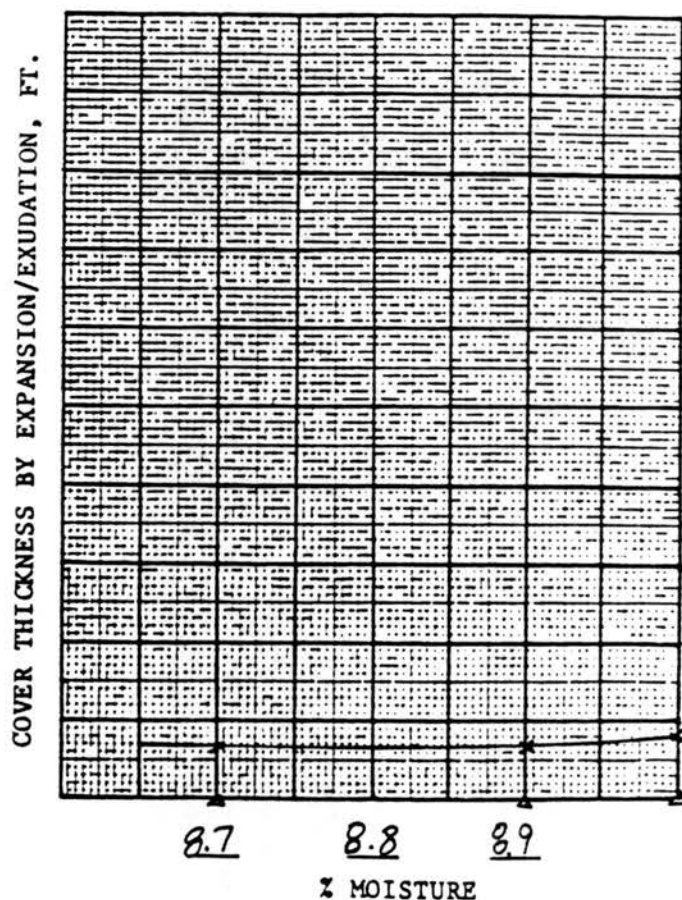 COVER THICKNESS BY EXPANSION/EXUDATION, FT.
8.7 8.8 8.9
% MOISTURE